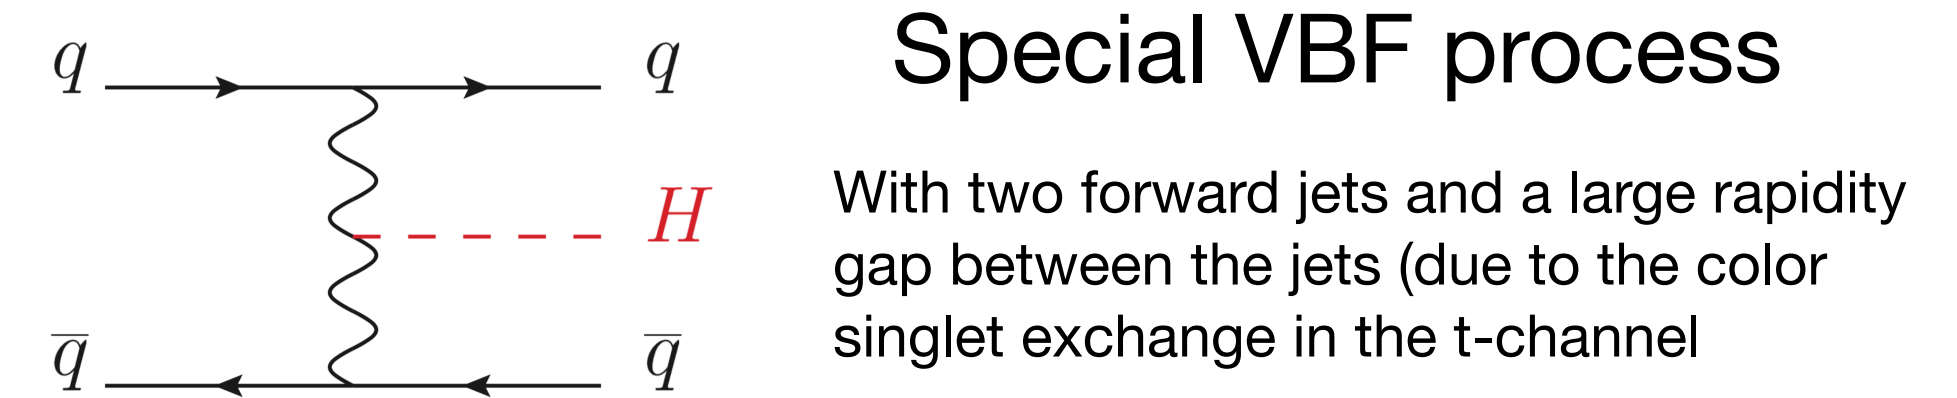 q q
Special VBF process
H
With two forward jets and a large rapidity
gap between the jets (due to the color
singlet exchange in the t-channel
q̅ q̅